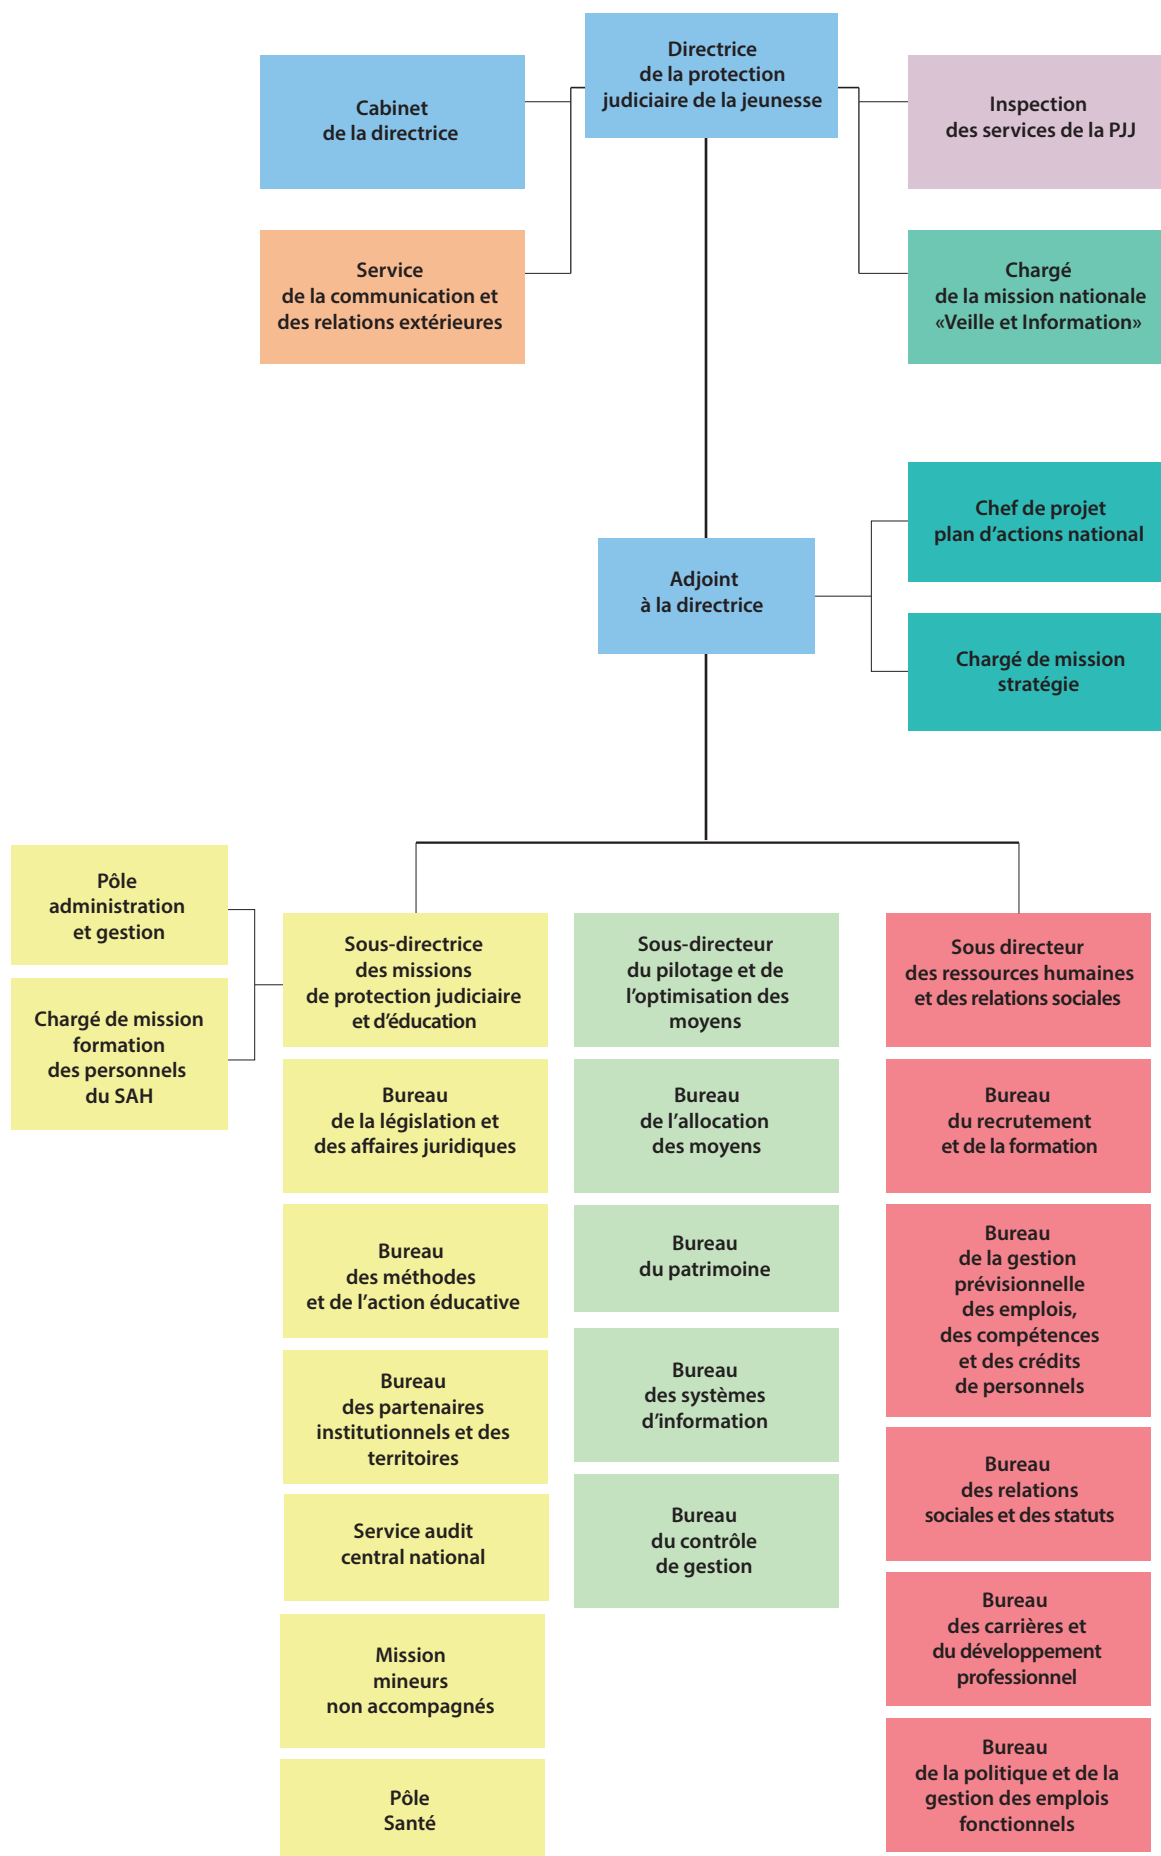 Directrice
de la protection
judiciaire de la jeunesse
Cabinet
de la directrice
Inspection
des services de la PJJ
Service
de la communication et
des relations extérieures
Chargé
de la mission nationale
«Veille et Information»
Chef de projet
plan d'actions national
Adjoint
à la directrice
Chargé de mission
stratégie
Pôle
administration
et gestion
Chargé de mission
formation
des personnels
du SAH
Sous-directrice
des missions
de protection judiciaire
et d'éducation
Bureau
de la législation et
des affaires juridiques
Bureau
des méthodes
et de l'action éducative
Bureau
des partenaires
institutionnels et des
territoires
Service audit
central national
Mission
mineurs
non accompagnés
Pôle
Santé
Sous-directeur
du pilotage et de
l'optimisation des
moyens
Bureau
de l'allocation
des moyens
Bureau
du patrimoine
Bureau
des systèmes
d'information
Bureau
du contrôle
de gestion
Sous directeur
des ressources humaines
et des relations sociales
Bureau
du recrutement
et de la formation
Bureau
de la gestion
prévisionnelle
des emplois,
des compétences
et des crédits
de personnels
Bureau
des relations
sociales et des statuts
Bureau
des carrières et
du développement
professionnel
Bureau
de la politique et de la
gestion des emplois
fonctionnels